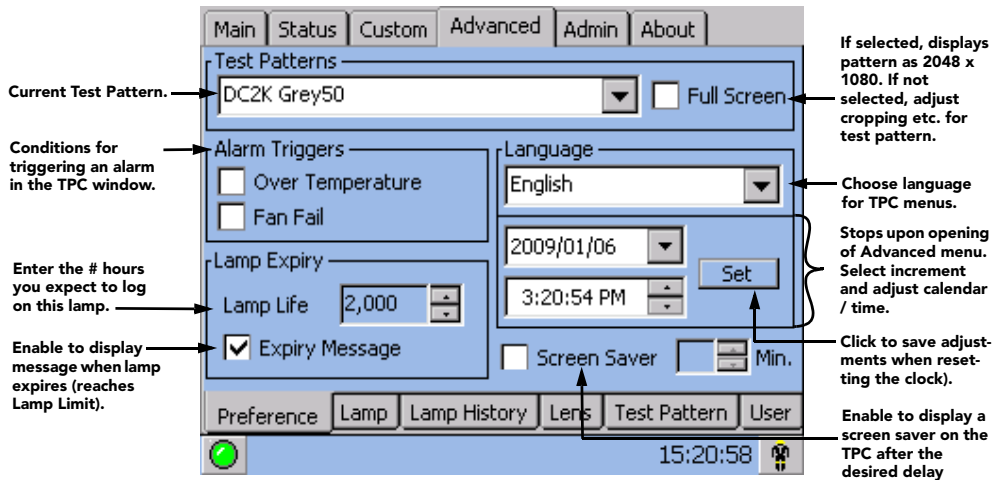 Main Status Custom Advanced Admin About
Test Patterns
DC2K Grey50
Full Screen
Current Test Pattern.
If selected, displays
pattern as 2048 x
1080. If not
selected, adjust
cropping etc. for
test pattern.
Conditions for
triggering an alarm
in the TPC window.
Alarm Triggers
Over Temperature
Fan Fail
Language
English
Choose language
for TPC menus.
2009/01/06
3:20:54 PM
Set
Stops upon opening
of Advanced menu.
Select increment
and adjust calendar
/ time.
Enter the # hours
you expect to log
on this lamp.
Lamp Expiry
Lamp Life 2,000
Expiry Message
Enable to display
message when lamp
expires (reaches
Lamp Limit).
Screen Saver Min.
Click to save adjust-
ments when reset-
ting the clock).
Preference Lamp Lamp History Lens Test Pattern User
15:20:58
Enable to display a
screen saver on the
TPC after the
desired delay